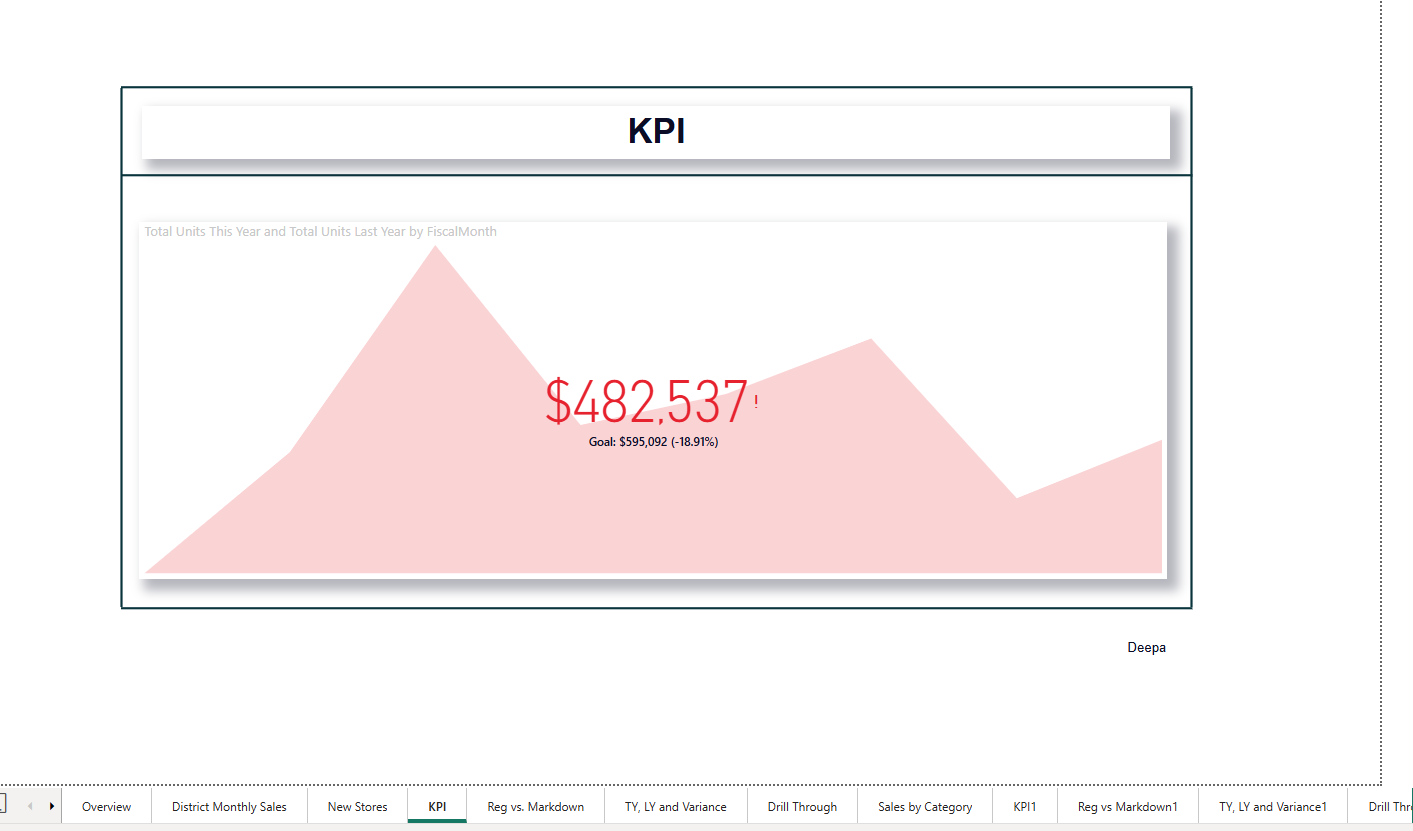 KPI
Total Units This Year and Total Units Last Year by FiscalMonth
$482,537!
Goal: $595,092 (-18.91%)
Deepa
Overview
District Monthly Sales
New Stores
KPI
Reg vs. Markdown
TY, LY and Variance
Drill Through
Sales by Category
KPI1
Reg vs Markdown1
TY, LY and Variance1
Drill